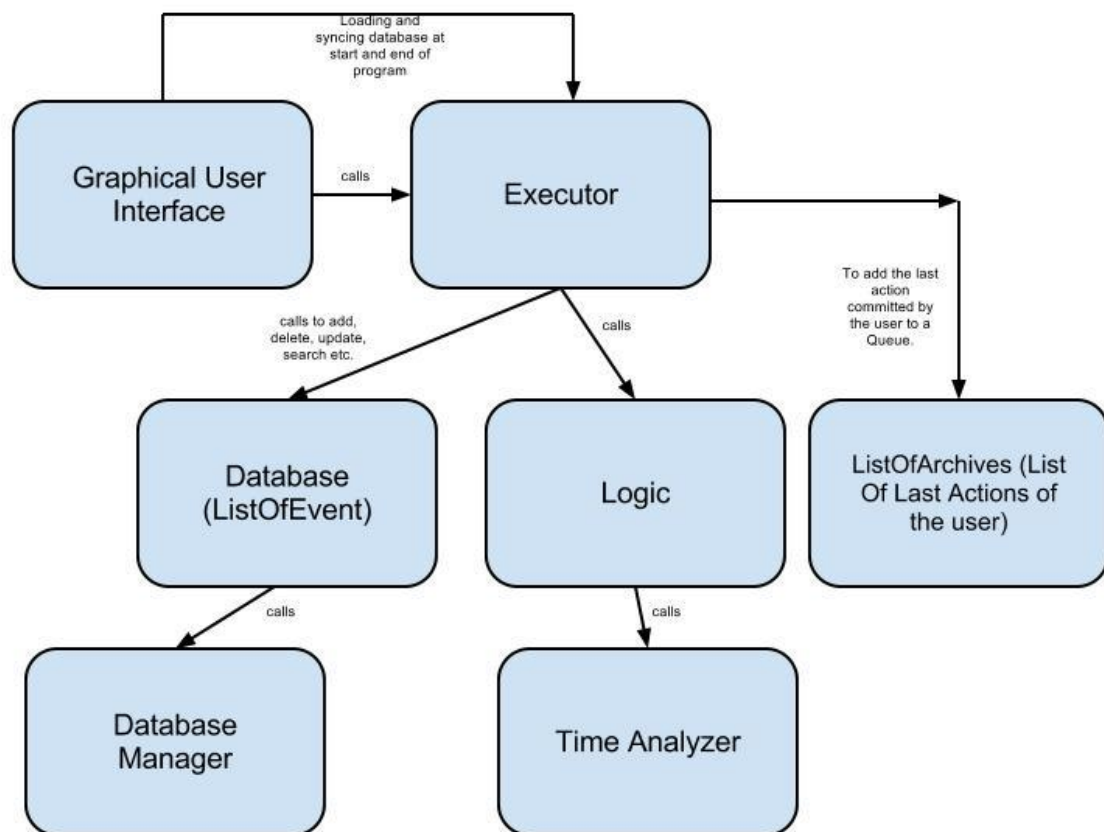 Loading and
syncing database at
start and end of
program
Graphical User
Interface
calls
Executor
To add the last
action
committed by
the user to a
Queue.
calls to add,
delete, update,
search etc.
calls
Database
(ListOfEvent)
Logic
ListOfArchives (List
Of Last Actions of
the user)
calls
calls
Database
Manager
Time Analyzer